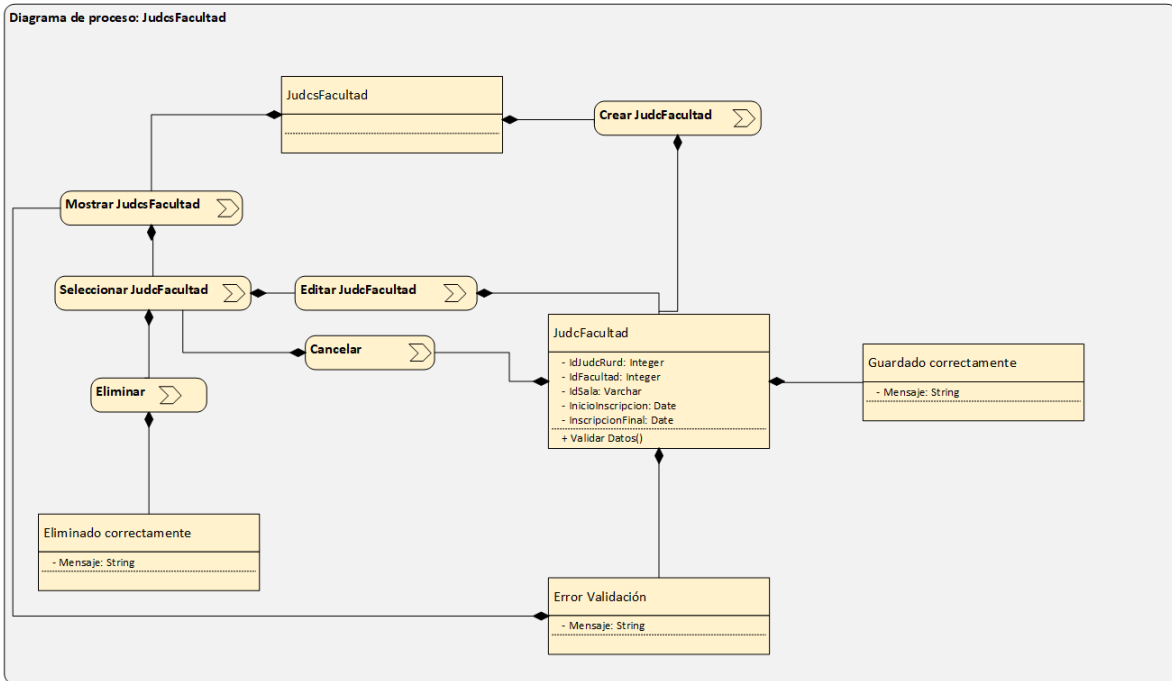 Diagrama de proceso: JudcsFacultad
JudcsFacultad
Crear JudcFacultad
Mostrar JudcsFacultad
Seleccionar JudcFacultad
Editar JudcFacultad
Cancelar
Eliminar
JudcFacultad
- IdJudcRurd: Integer
- IdFacultad: Integer
- IdSala: Varchar
- InicioInscripcion: Date
- InscripcionFinal: Date
+ Validar Datos()
Guardado correctamente
- Mensaje: String
Eliminado correctamente
- Mensaje: String
Error Validación
- Mensaje: String